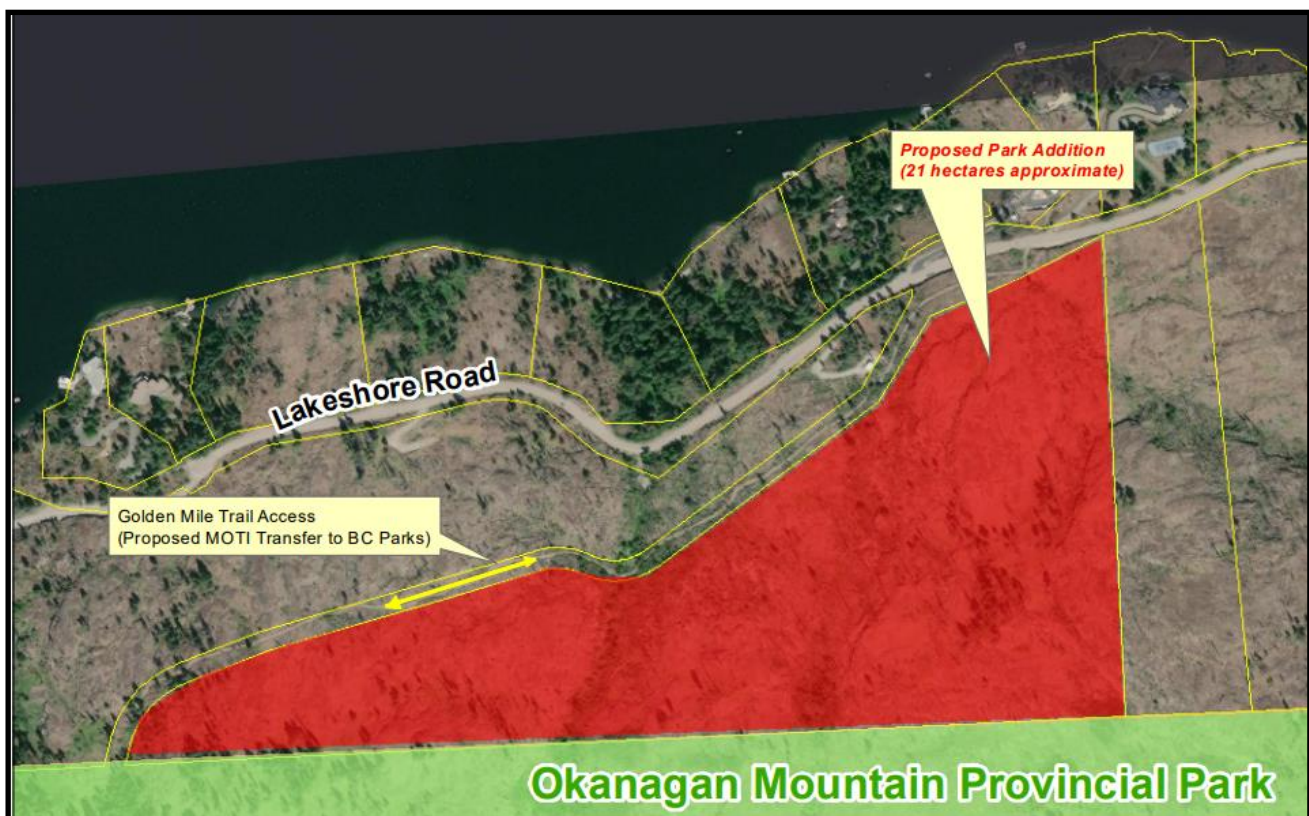 Proposed Park Addition
(21 hectares approximate)
Lakeshore Road
Golden Mile Trail Access
(Proposed MOTI Transfer to BC Parks)
Okanagan Mountain Provincial Park